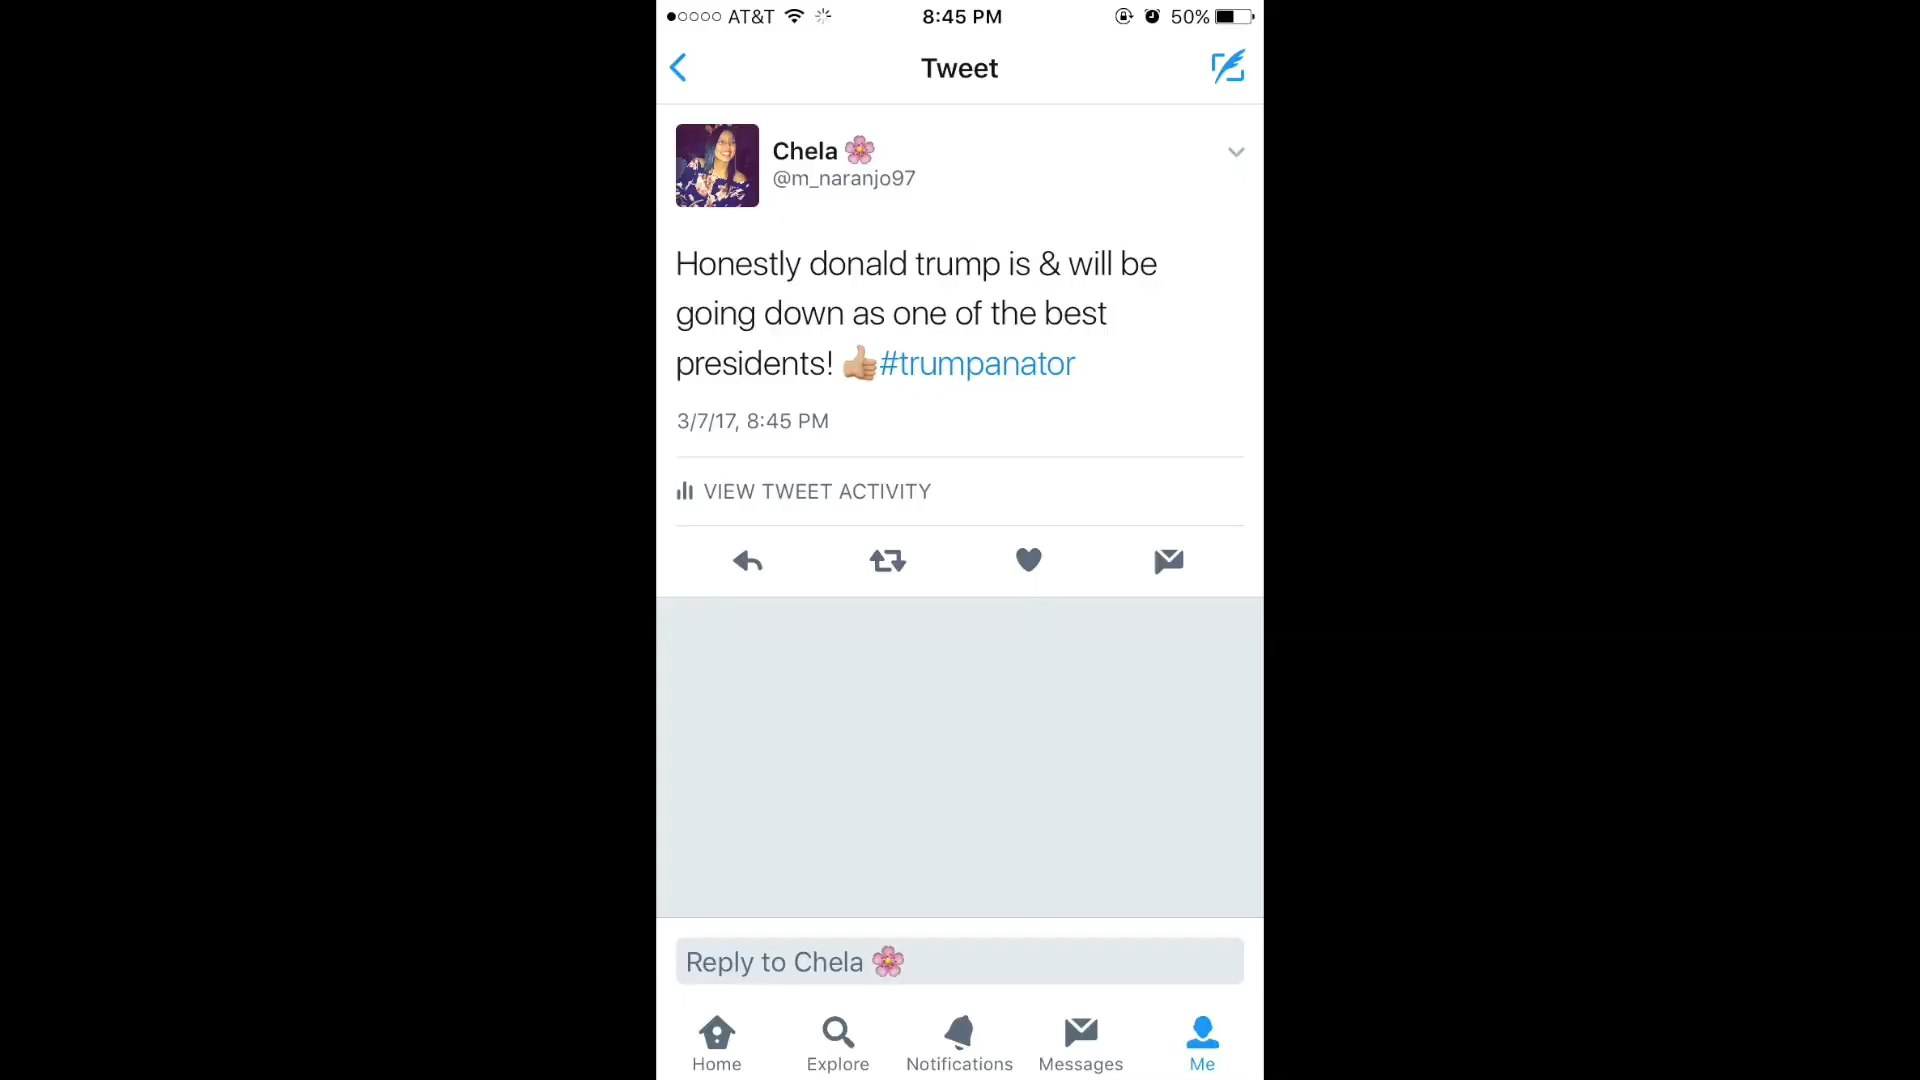 AT&T 8:45 PM 50%
Tweet
Chela 🌸
@m_naranjo97
Honestly donald trump is & will be
going down as one of the best
presidents! 👍🏼#trumpanator
3/7/17, 8:45 PM
VIEW TWEET ACTIVITY
Reply to Chela 🌸
Home Explore Notifications Messages Me